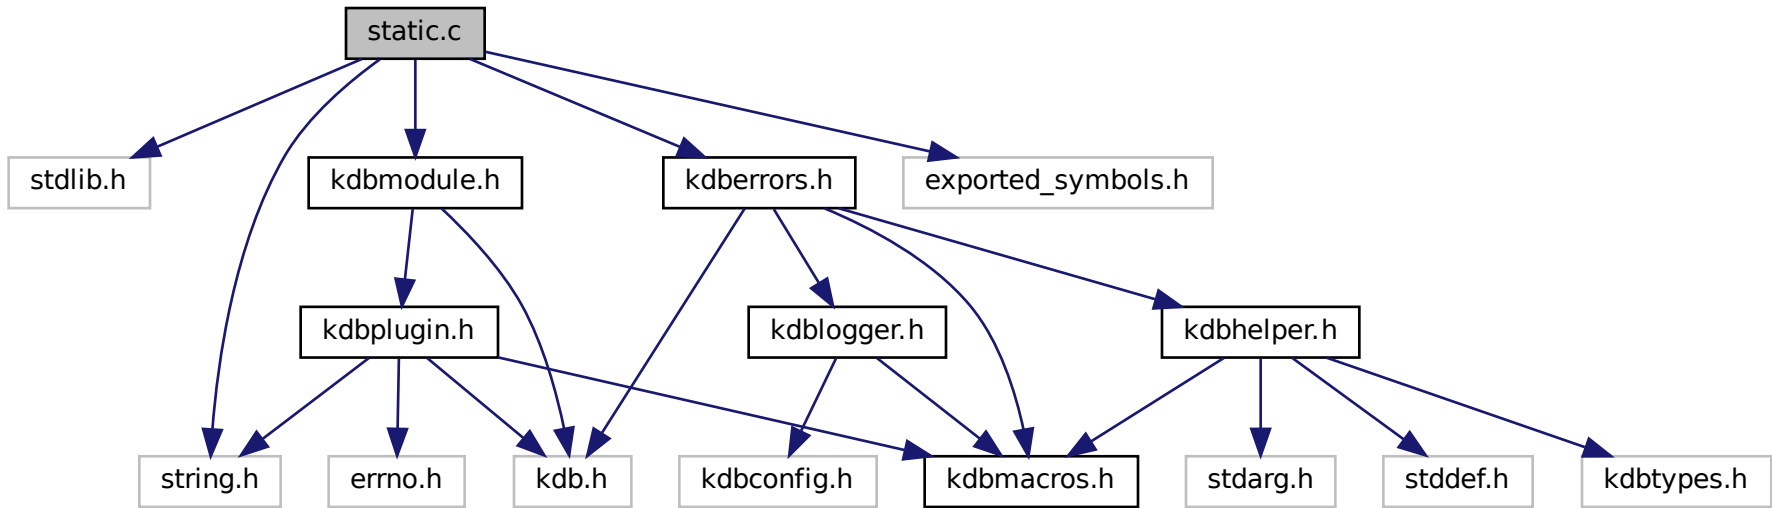 static.c
stdlib.h
kdbmodule.h
kdberrors.h
exported_symbols.h
kdbplugin.h
kdblogger.h
kdbhelper.h
string.h
errno.h
kdb.h
kdbconfig.h
kdbmacros.h
stdarg.h
stddef.h
kdbtypes.h